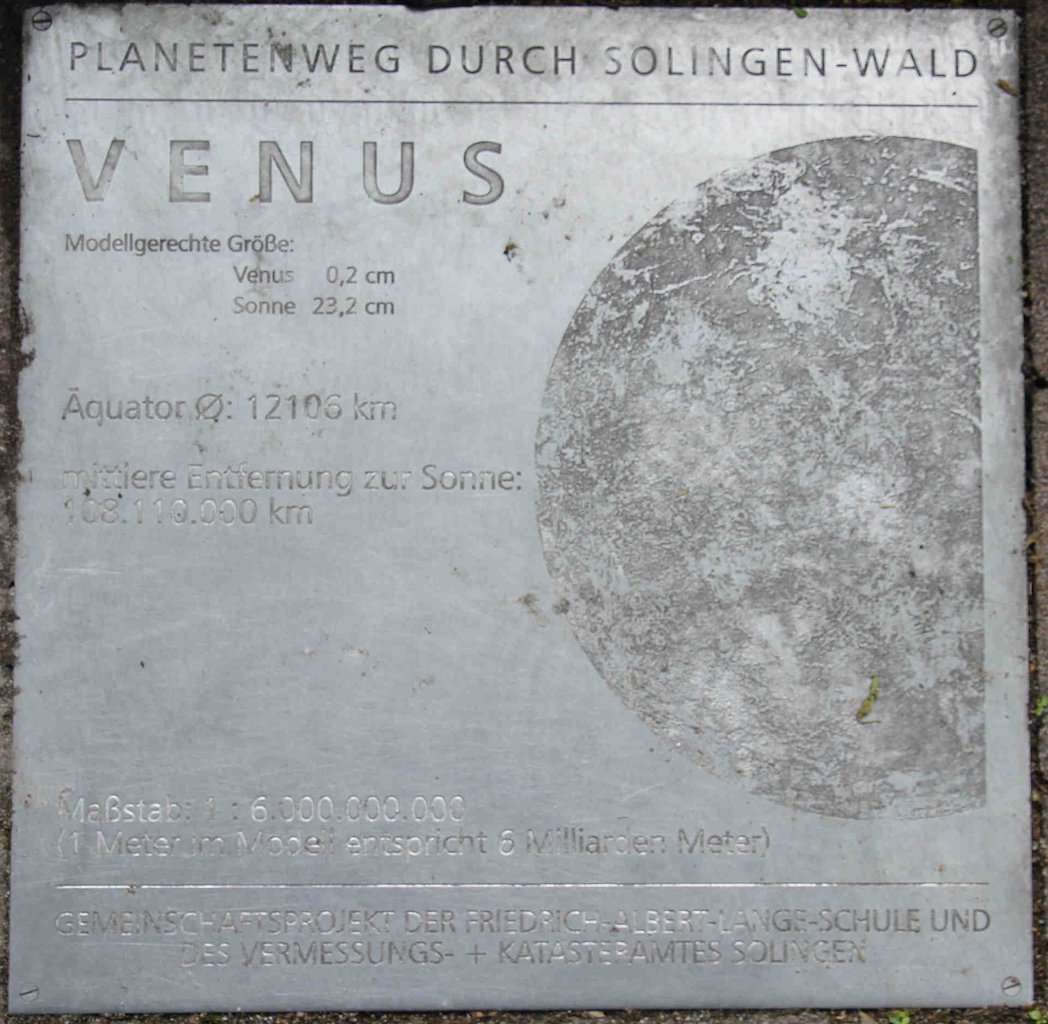 PLANETENWEG DURCH SOLINGEN-WALD
VENUS
Modellgerechte Größe:
Venus 0,2 cm
Sonne 23,2 cm
Äquator Ø: 12106 km
mittlere Entfernung zur Sonne:
108.110.000 km
Maßstab: 1 : 6.000.000.000
(1 Meter im Modell entspricht 6 Milliarden Meter)
GEMEINSCHAFTSPROJEKT DER FRIEDRICH-ALBERT-LANGE-SCHULE UND
DES VERMESSUNGS- + KATASTERAMTES SOLINGEN